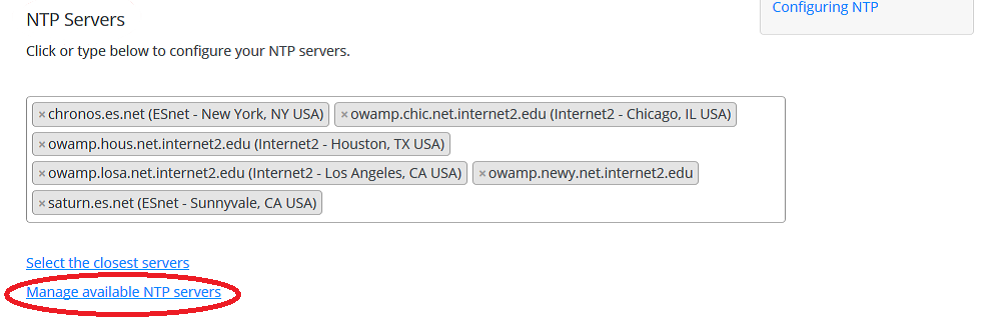 NTP Servers
Configuring NTP
Click or type below to configure your NTP servers.
×chronos.es.net (ESnet - New York, NY USA) ×owamp.chic.net.internet2.edu (Internet2 - Chicago, IL USA)
×owamp.hous.net.internet2.edu (Internet2 - Houston, TX USA)
×owamp.losa.net.internet2.edu (Internet2 - Los Angeles, CA USA) ×owamp.newy.net.internet2.edu
×saturn.es.net (ESnet - Sunnyvale, CA USA)
Select the closest servers
Manage available NTP servers